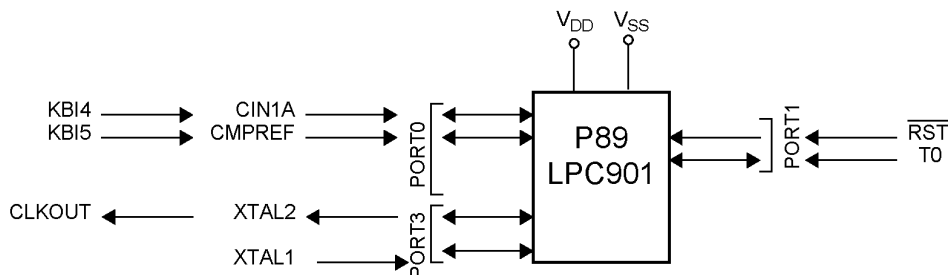 VDD VSS
KBI4 CIN1A
KBI5 CMPREF
PORT0
P89
LPC901
PORT1
RST
T0
CLKOUT XTAL2
XTAL1
PORT3